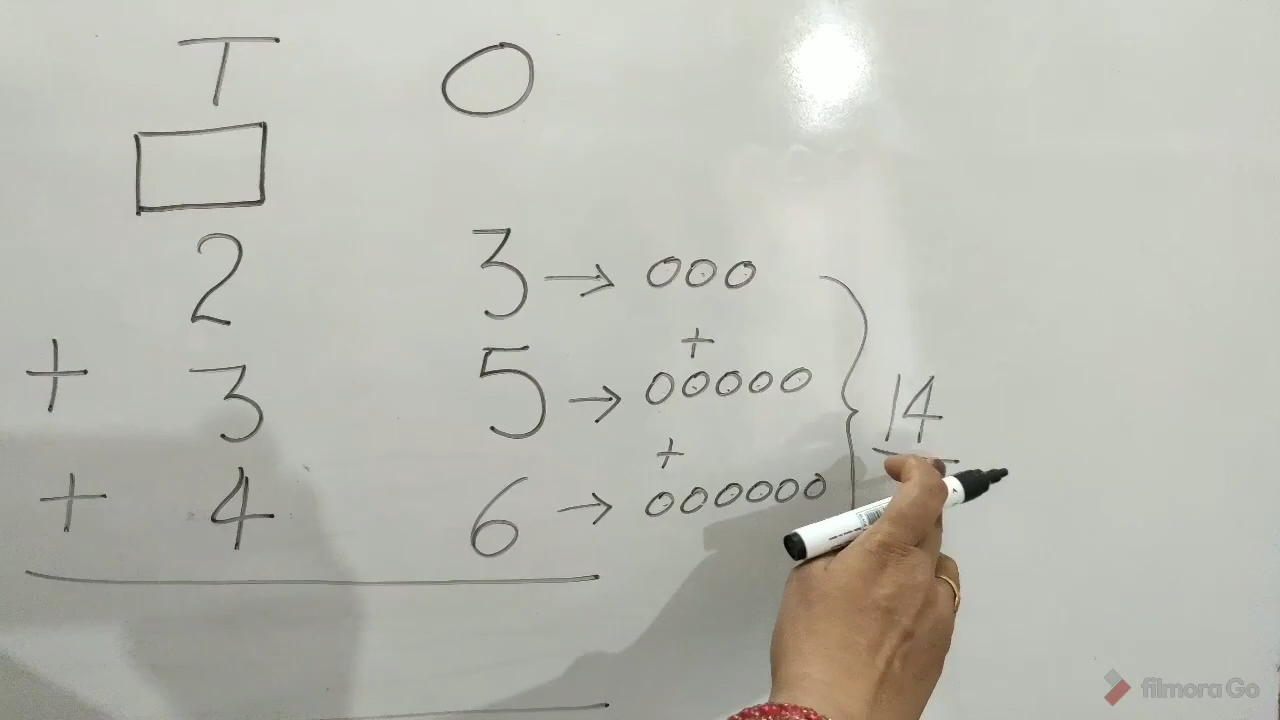 T O
2 3 → 000
+
+ 3 5 → 00000
+
+ 4 6 → 000000
14
filmora Go